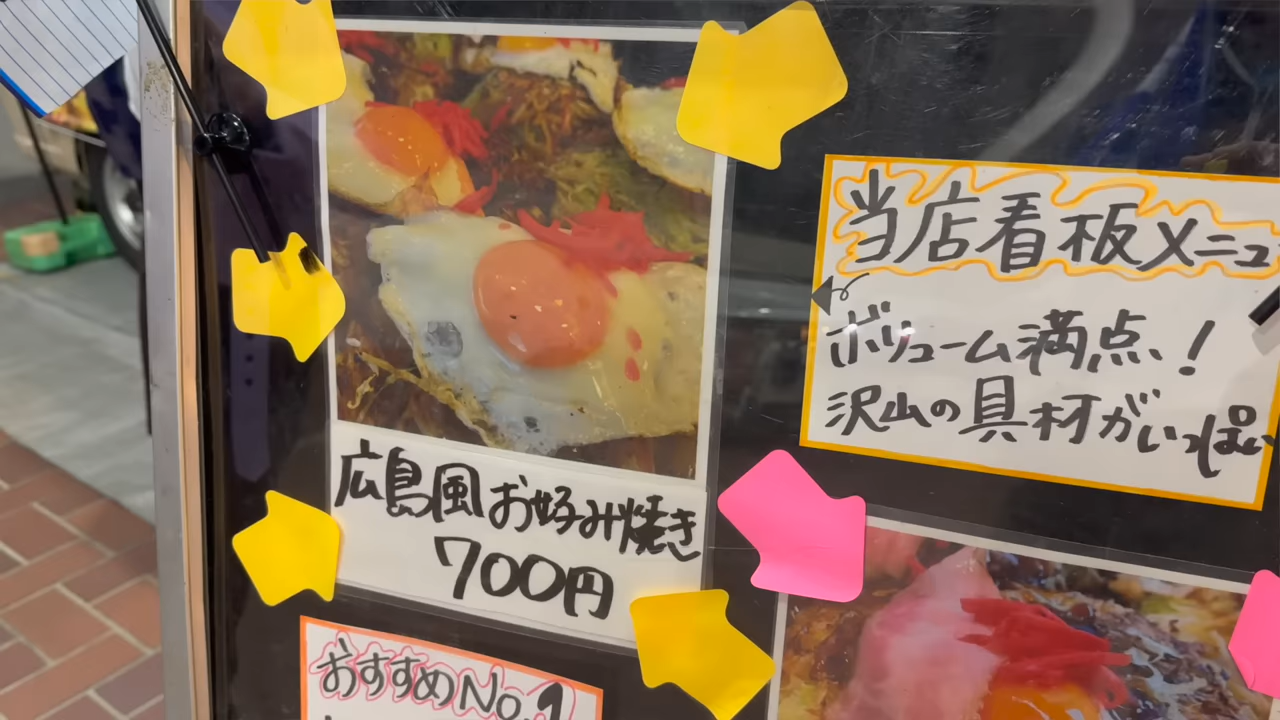 当店看板メニュ
ボリューム満点、!
沢山の具材がいっぱい
広島風お好み焼き
700円
おすすめNo.1